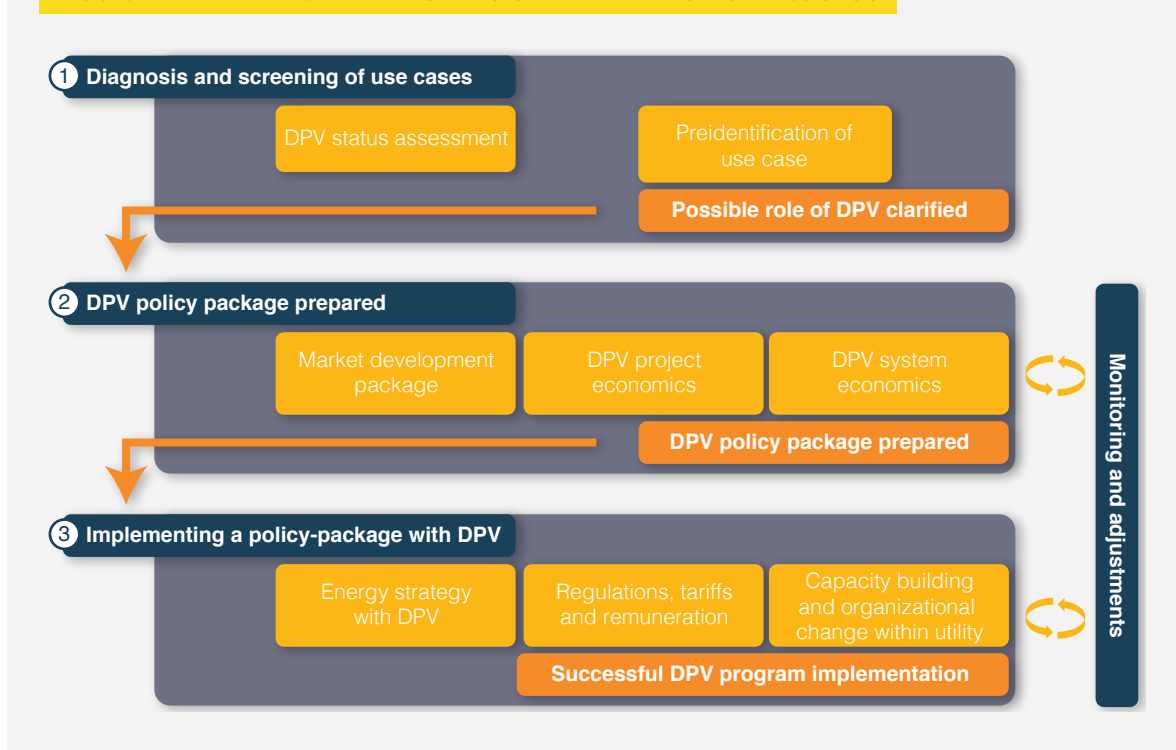 1 Diagnosis and screening of use cases
DPV status assessment
Preidentification of
use case
Possible role of DPV clarified
2 DPV policy package prepared
Market development
package
DPV project
economics
DPV system
economics
DPV policy package prepared
3 Implementing a policy-package with DPV
Energy strategy
with DPV
Regulations, tariffs
and remuneration
Capacity building
and organizational
change within utility
Successful DPV program implementation
Monitoring and adjustments